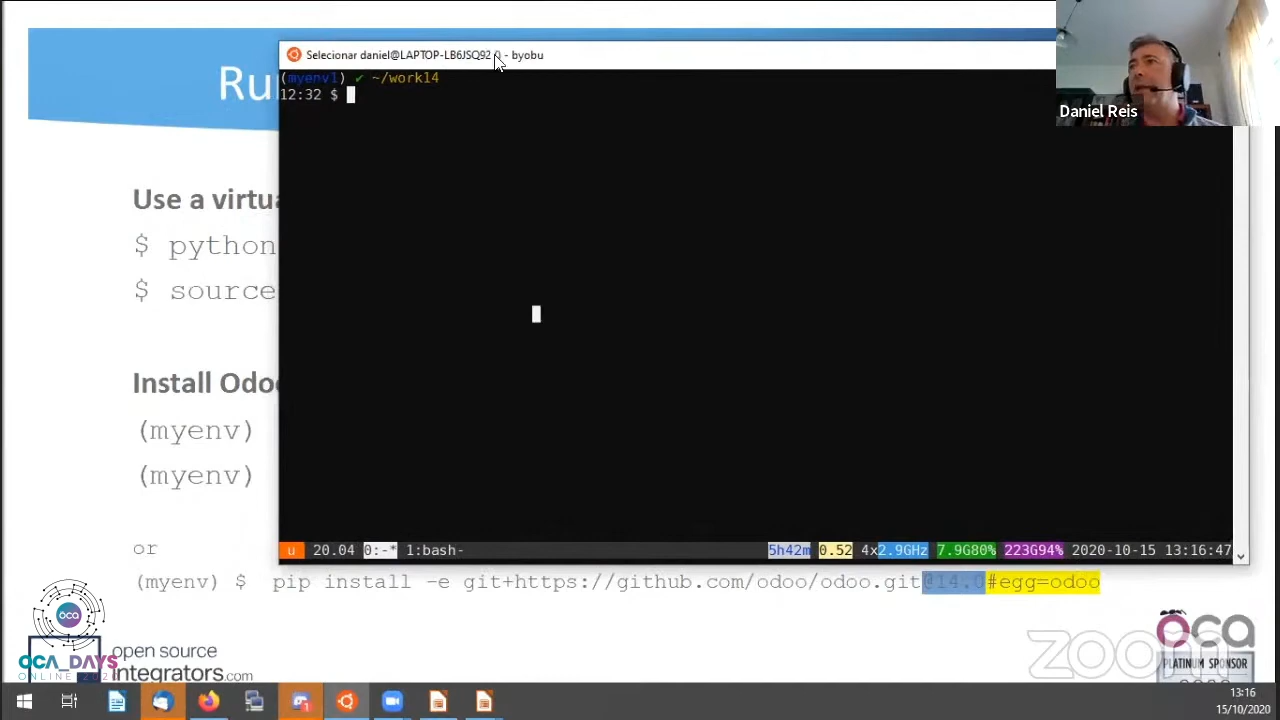 Ru
Selecionar daniel@LAPTOP-LB6JSQ92:0 - byobu
(myenv1) ✔ ~/work14
12:32 $
Daniel Reis
Use a virtua
$ python
$ source
Install Odoo
(myenv)
(myenv)
or
u 20.04 0:-* 1:bash- 5h42m 0.52 4x2.9GHz 7.9G80% 223G94% 2020-10-15 13:16:47
(myenv) $ pip install -e git+https://github.com/odoo/odoo.git@14.0#egg=odoo
oca
OCA_DAYS
open source
integrators.com
zoom
oca
PLATINUM SPONSOR
13:16
15/10/2020